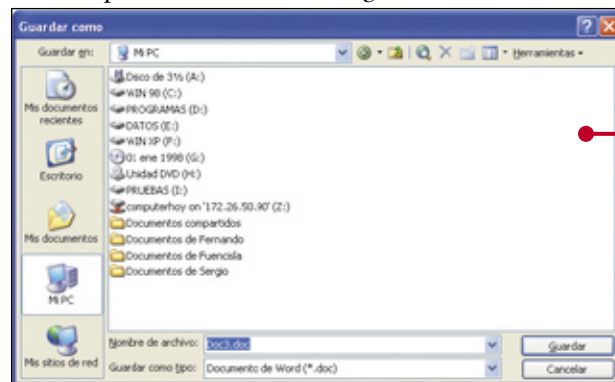 Guardar como
Guardar en: Mi PC Herramientas
Mis documentos recientes
Escritorio
Mis documentos
Mi PC
Mis sitios de red
Disco de 3½ (A:)
WIN 98 (C:)
PROGRAMAS (D:)
DATOS (E:)
WIN XP (F:)
01 ene 1998 (G:)
Unidad DVD (H:)
PRUEBAS (I:)
computerhoy on '172.26.50.90' (Z:)
Documentos compartidos
Documentos de Fernando
Documentos de Fuencisla
Documentos de Sergio
Nombre de archivo: Doc3.doc Guardar
Guardar como tipo: Documento de Word (*.doc) Cancelar